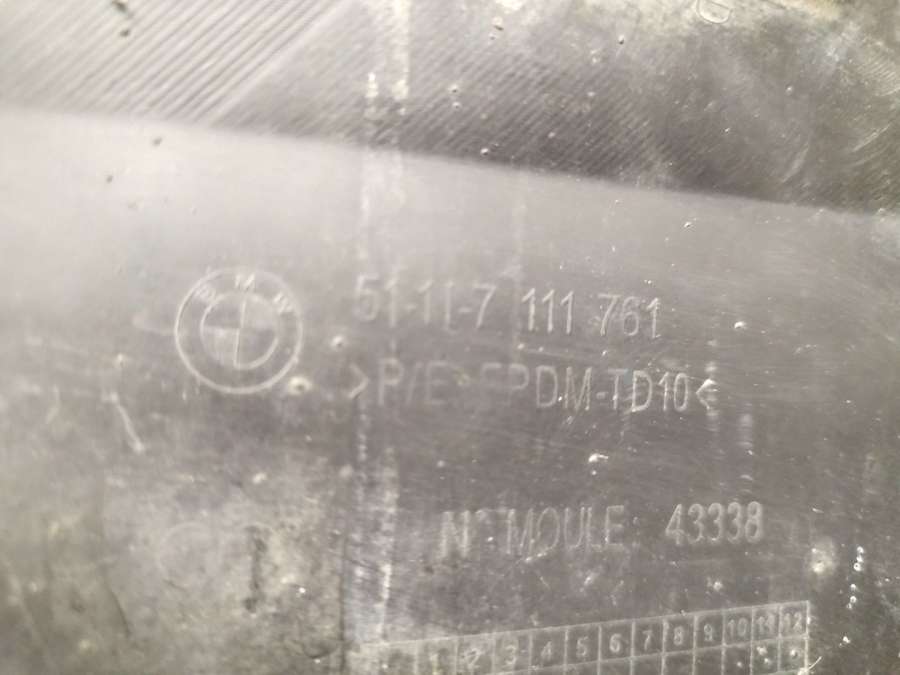 BMW
51-11-7 111 761
>P/E-EPDM-TD10<
N° MOULE: 43338
1 2 3 4 5 6 7 8 9 10 11 12